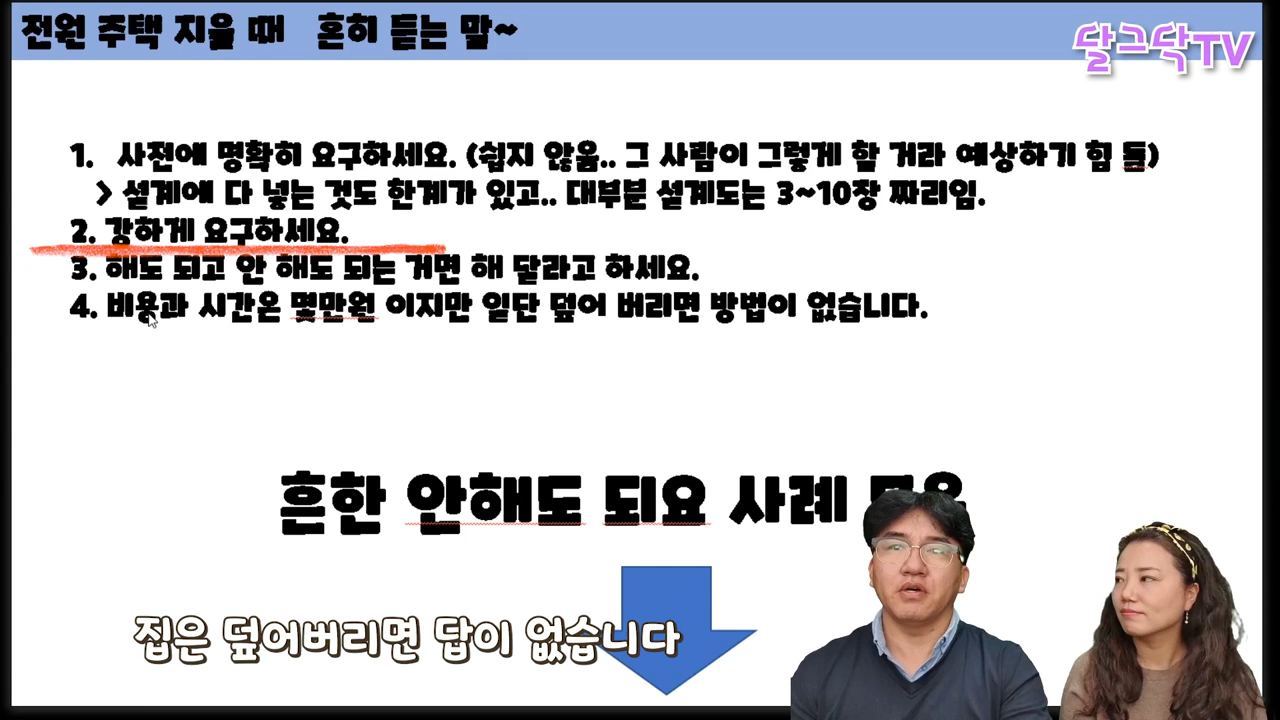 전원 주택 지을 때 흔히 듣는 말~
달그닥TV
1. 사전에 명확히 요구하세요. (쉽지 않음.. 그 사람이 그렇게 할 거라 예상하기 힘 듬)
> 설계에 다 넣는 것도 한계가 있고.. 대부분 설계도는 3~10장 짜리임.
2. 강하게 요구하세요.
3. 해도 되고 안 해도 되는 거면 해 달라고 하세요.
4. 비용과 시간은 몇만원 이지만 일단 덮어 버리면 방법이 없습니다.
흔한 안해도 되요 사례
집은 덮어버리면 답이 없습니다